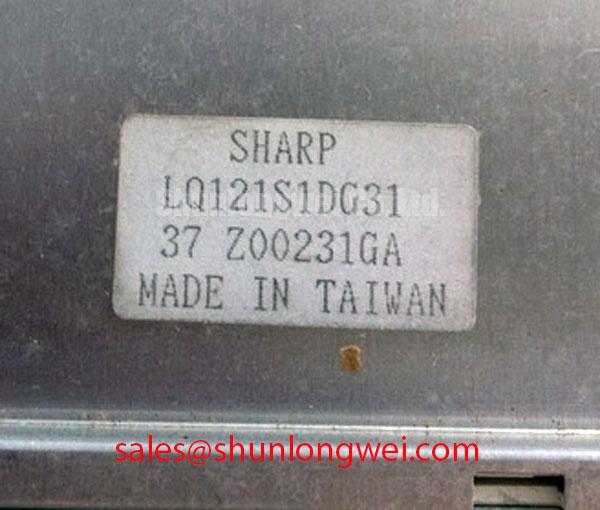 SHARP
LQ121S1DG31
37 Z00231GA
MADE IN TAIWAN
sales@shunlongwei.com